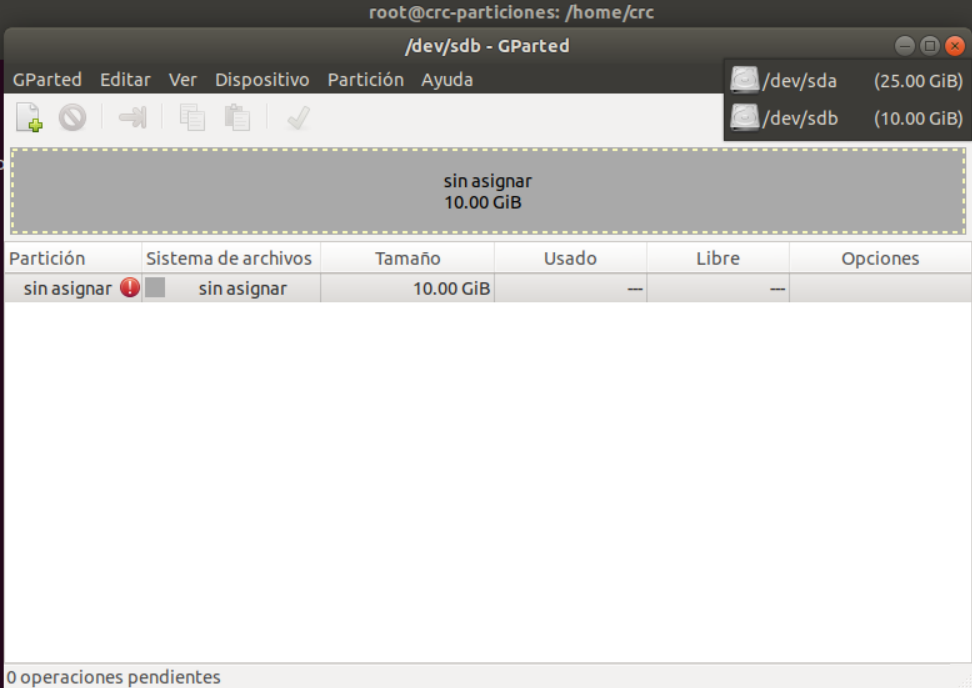 root@crc-particiones: /home/crc
/dev/sdb - GParted
GParted Editar Ver Dispositivo Partición Ayuda
/dev/sda (25.00 GiB)
/dev/sdb (10.00 GiB)
sin asignar
10.00 GiB
Partición Sistema de archivos Tamaño Usado Libre Opciones
sin asignar sin asignar 10.00 GiB --- ---
0 operaciones pendientes